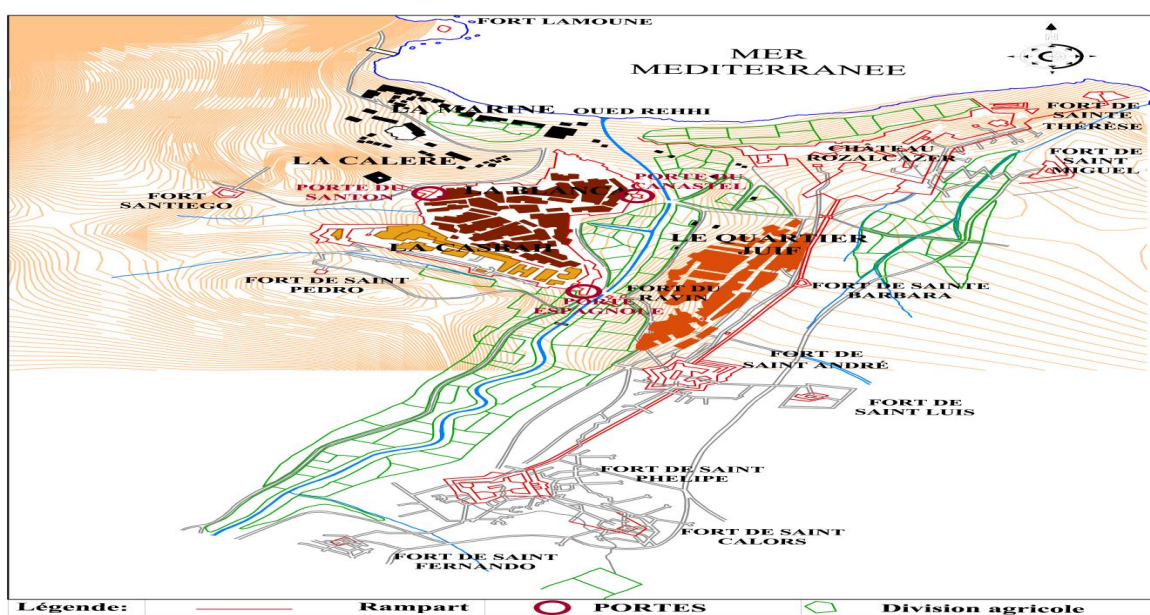 FORT LAMOUNE
MER
MEDITERRANEE
N
LA MARINE
OUED REHHI
FORT DE
SAINTE
THÉRÈSE
CHÂTEAU
ROZALCAZER
FORT DE
SAINT
MIGUEL
LA CALERE
FORT
SANTIEGO
PORTE DU
SANTON
LA BLANCA
PORTE DU
CANASTEL
LA CASBAH
LE QUARTIER
JUIF
FORT DE SAINT
PEDRO
FORT DU
RAVIN
PORTE
ESPAGNOLE
FORT DE SAINTE
BARBARA
FORT DE
SAINT ANDRÉ
FORT DE
SAINT LUIS
FORT DE SAINT
PHELIPE
FORT DE SAINT
CALORS
FORT DE SAINT
FERNANDO
Légende: Rampart PORTES Division agricole